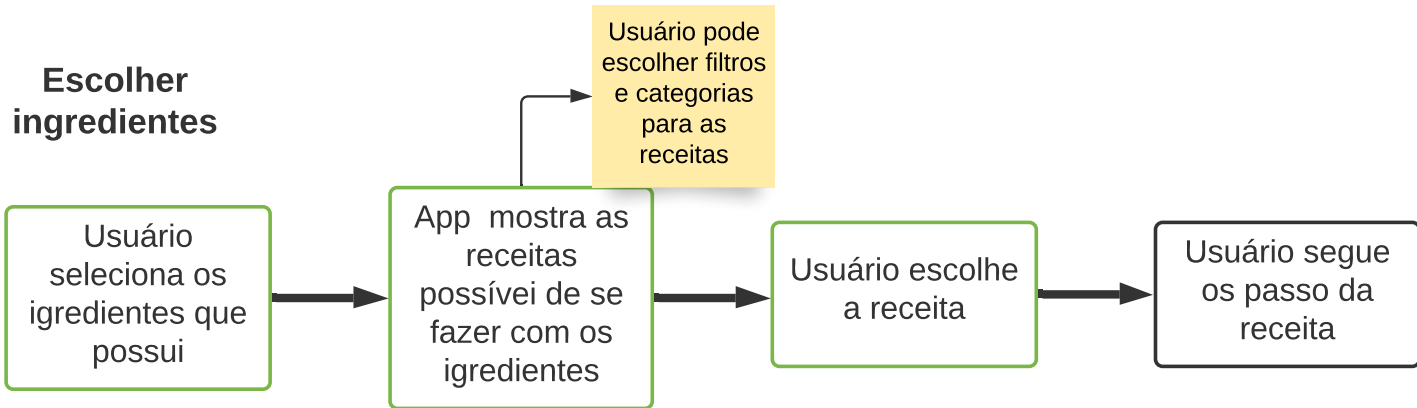 Escolher
ingredientes
Usuário pode
escolher filtros
e categorias
para as
receitas
Usuário
seleciona os
igredientes que
possui
App  mostra as
receitas
possívei de se
fazer com os
igredientes
Usuário escolhe
a receita
Usuário segue
os passo da
receita